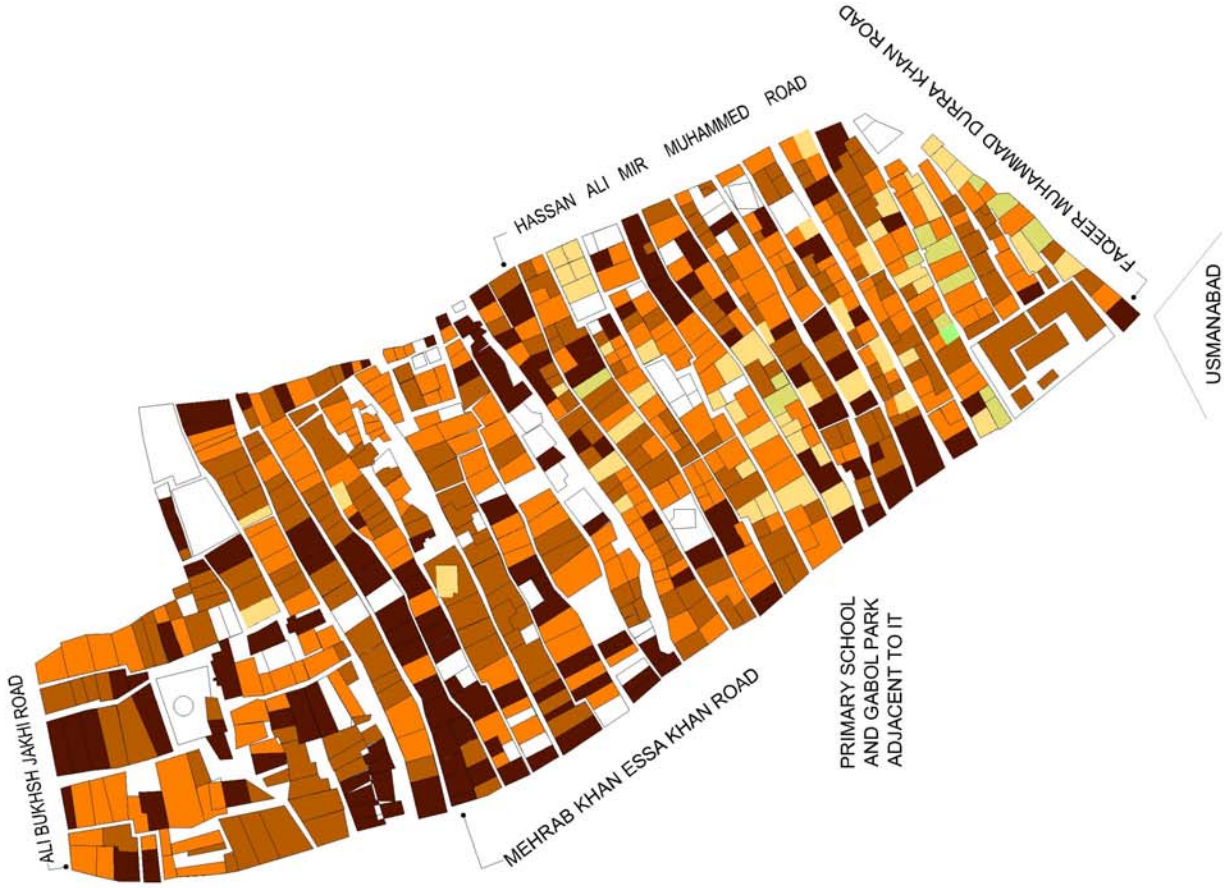 FAQEER MUHAMMAD DURRA KHAN ROAD
HASSAN ALI MIR MUHAMMED ROAD
USMANABAD
PRIMARY SCHOOL
AND GABOL PARK
ADJACENT TO IT
MEHRAB KHAN ESSA KHAN ROAD
ALI BUKHSH JAKHI ROAD